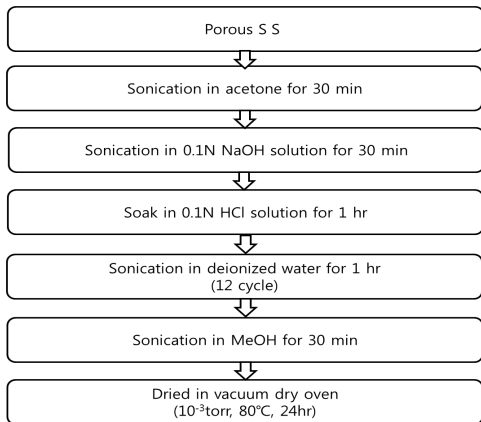 Porous S S
Sonication in acetone for 30 min
Sonication in 0.1N NaOH solution for 30 min
Soak in 0.1N HCl solution for 1 hr
Sonication in deionized water for 1 hr
(12 cycle)
Sonication in MeOH for 30 min
Dried in vacuum dry oven
(10⁻³torr, 80℃, 24hr)